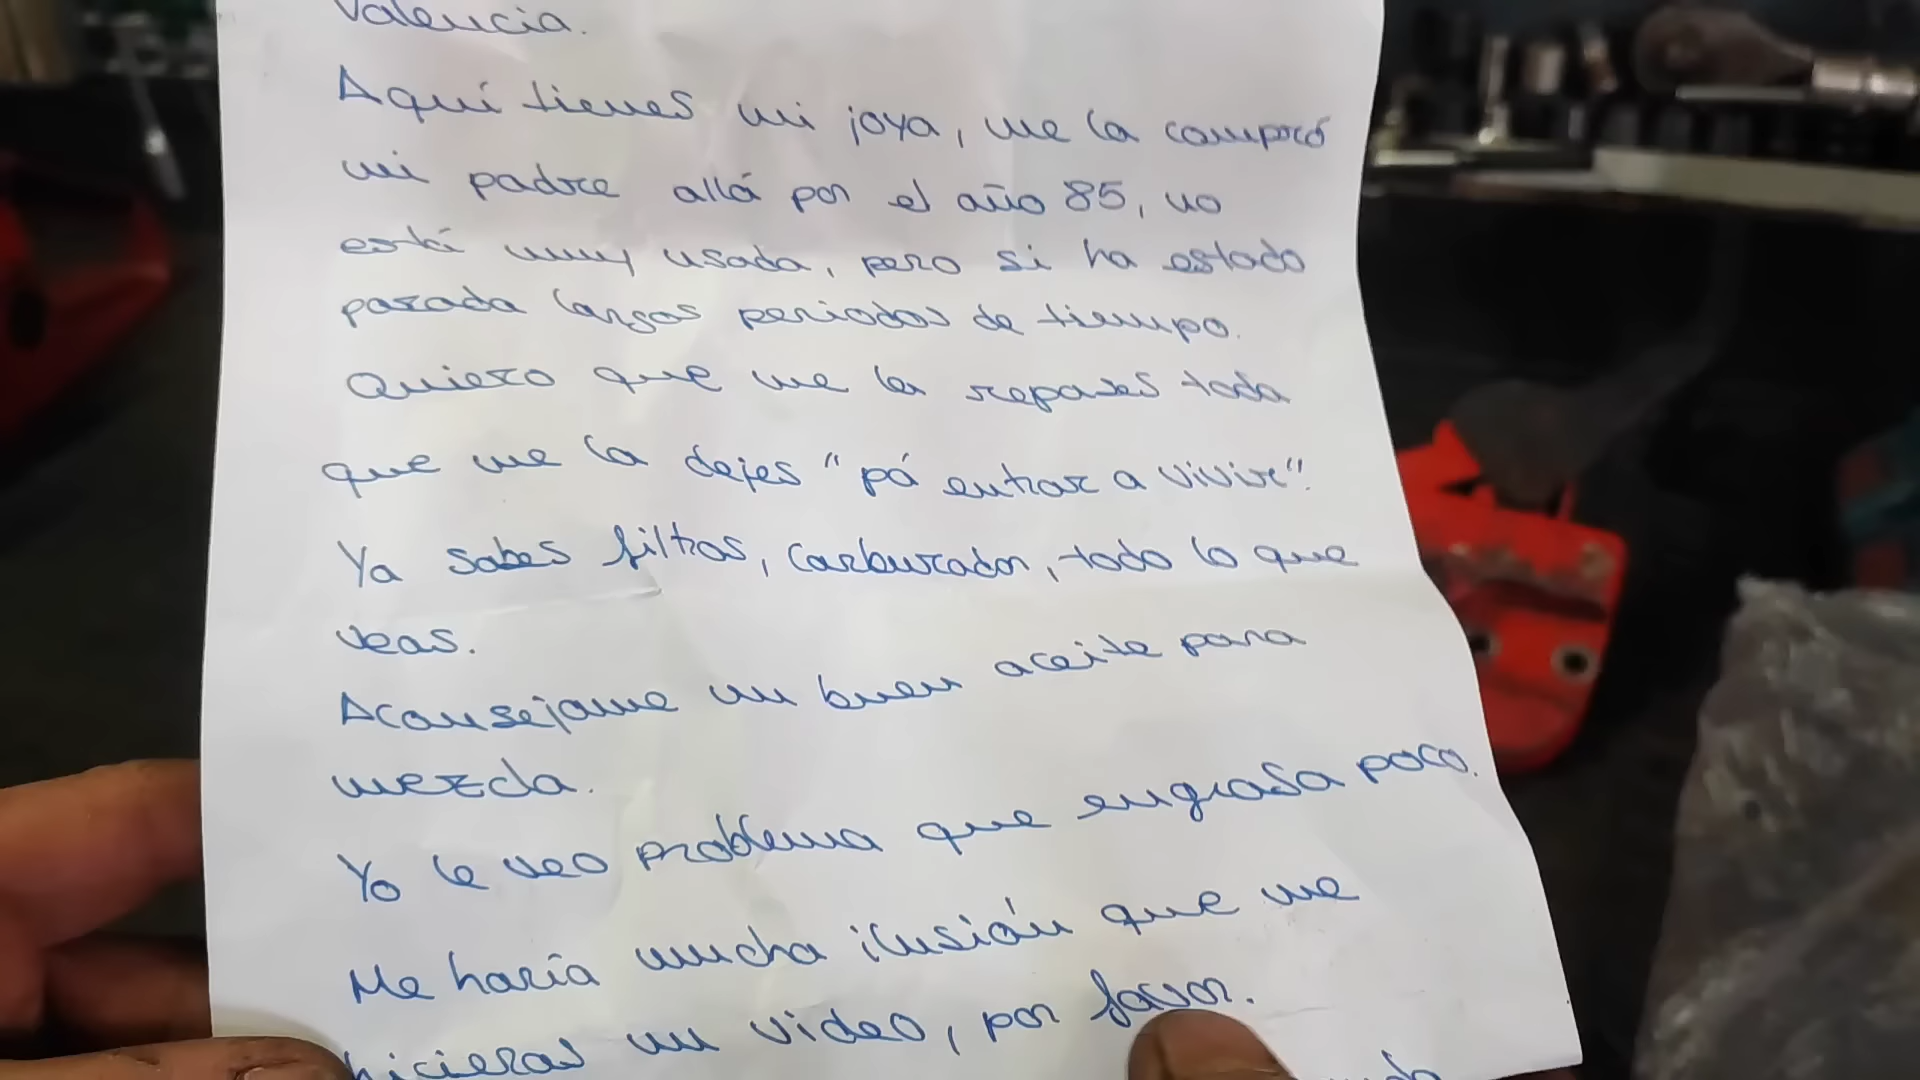 Valencia.
Aquí tienes mi joya, me la compró
mi padre allá por el año 85, no
está muy usada, pero si ha estado
parada largos periodos de tiempo.
Quiero que me la repases toda
que me la dejes "pá entrar a vivir".
Ya sabes filtros, carburador, todo lo que
veas.
Aconsejame un buen aceite para
mezcla.
Yo le veo problema que engrasa poco.
Me haría mucha ilusión que me
hicieras un video, por favor.